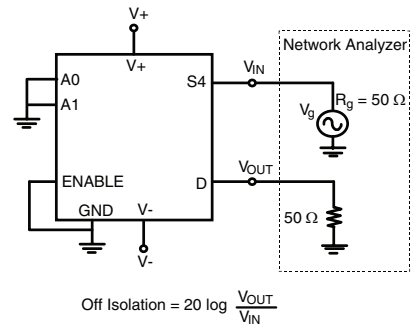 V+
V+
Network Analyzer
A0
S4
VIN
A1
Vg
Rg = 50 Ω
VOUT
ENABLE
D
GND
V-
50 Ω
V-
Off Isolation = 20 log VOUT
VIN